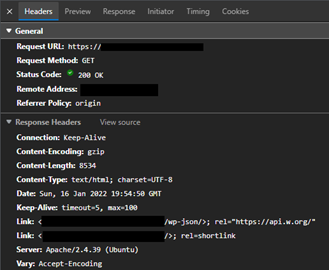 Headers Preview Response Initiator Timing Cookies
General
Request URL: https://
Request Method: GET
Status Code: 200 OK
Remote Address:
Referrer Policy: origin
Response Headers View source
Connection: Keep-Alive
Content-Encoding: gzip
Content-Length: 8534
Content-Type: text/html; charset=UTF-8
Date: Sun, 16 Jan 2022 19:54:50 GMT
Keep-Alive: timeout=5, max=100
Link: < /wp-json/>; rel="https://api.w.org/"
Link: < />; rel=shortlink
Server: Apache/2.4.39 (Ubuntu)
Vary: Accept-Encoding